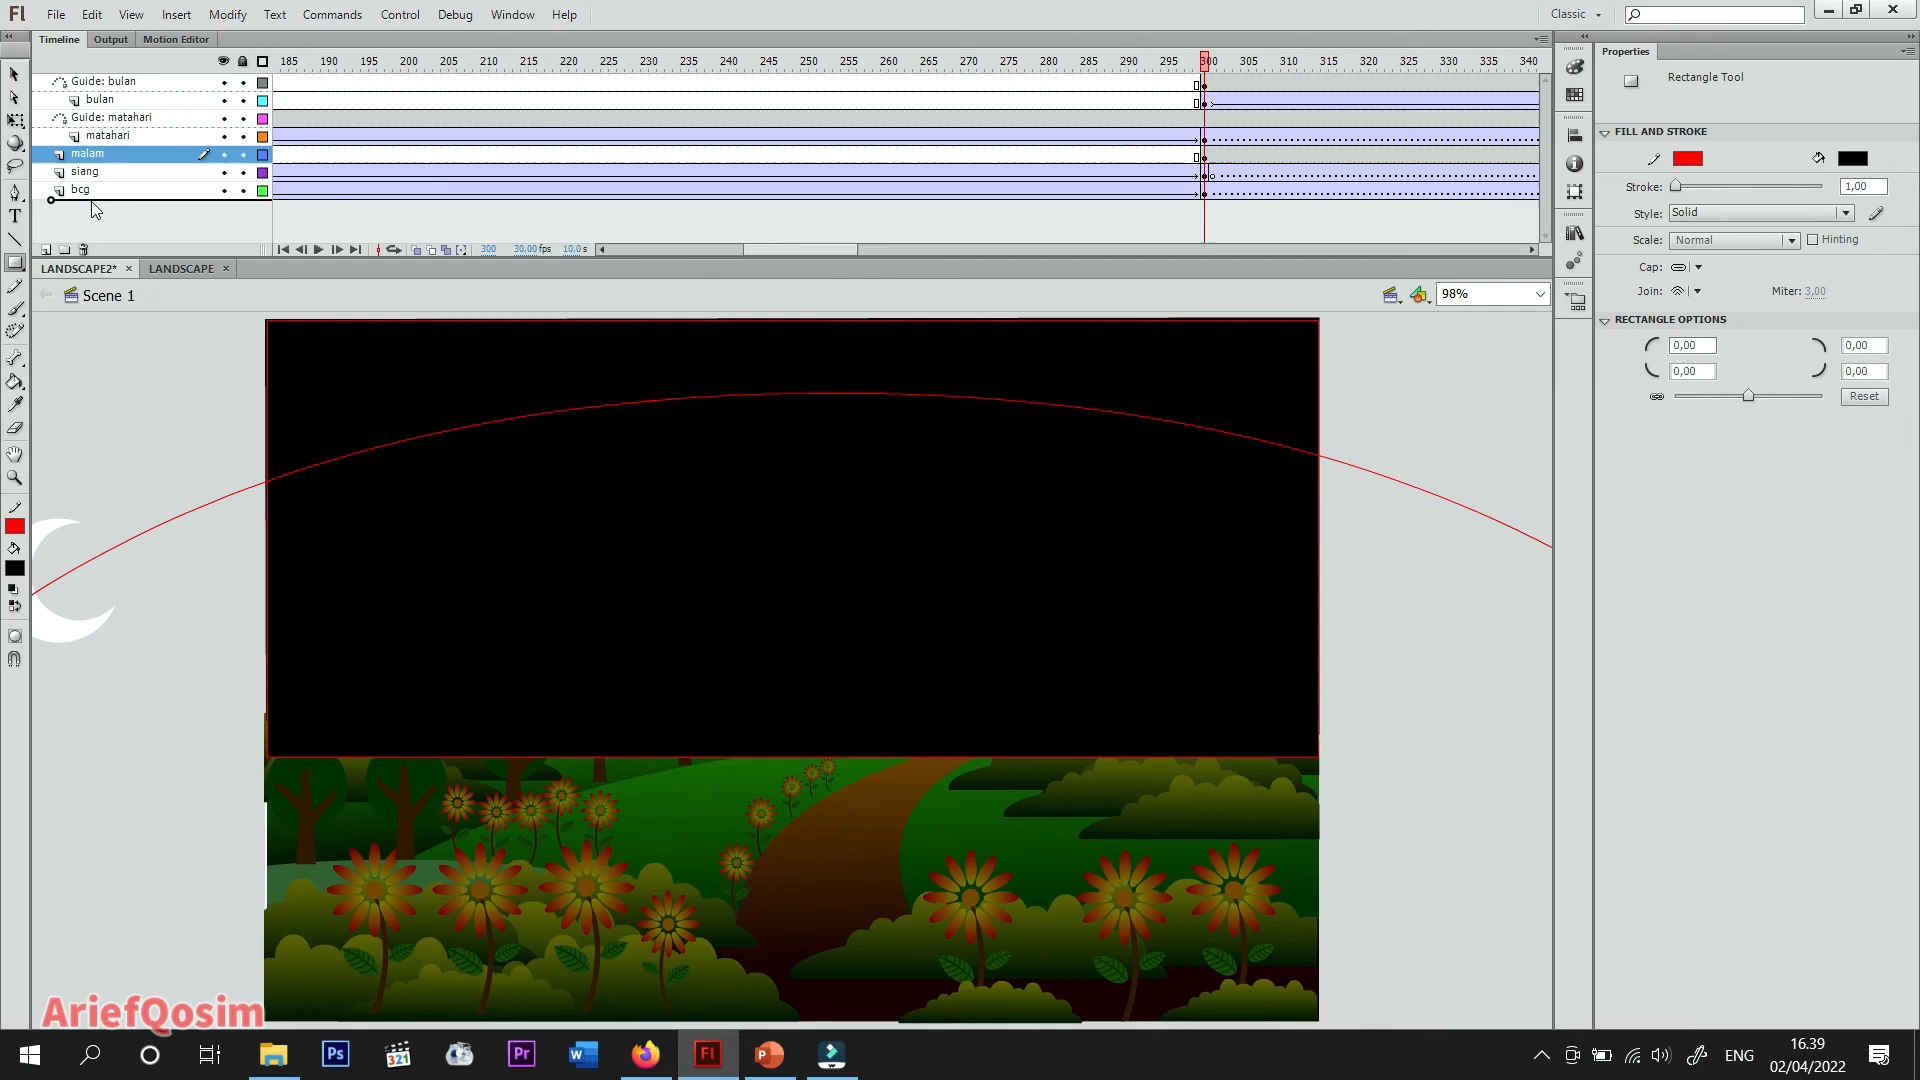 Fl File Edit View Insert Modify Text Commands Control Debug Window Help Classic
Timeline Output Motion Editor
185 190 195 200 205 210 215 220 225 230 235 240 245 250 255 260 265 270 275 280 285 290 295 300 305 310 315 320 325 330 335 340
Guide: bulan
bulan
Guide: matahari
matahari
malam
siang
bcg
300 30,00 fps 10,0 s
LANDSCAPE2* × LANDSCAPE ×
Scene 1
98%
Properties
Rectangle Tool
FILL AND STROKE
Stroke: 1,00
Style: Solid
Scale: Normal Hinting
Cap:
Join: Miter: 3,00
RECTANGLE OPTIONS
0,00 0,00
0,00 0,00
Reset
T
AriefQosim
Ps 321 Pr W Fl P
ENG
16.39
02/04/2022